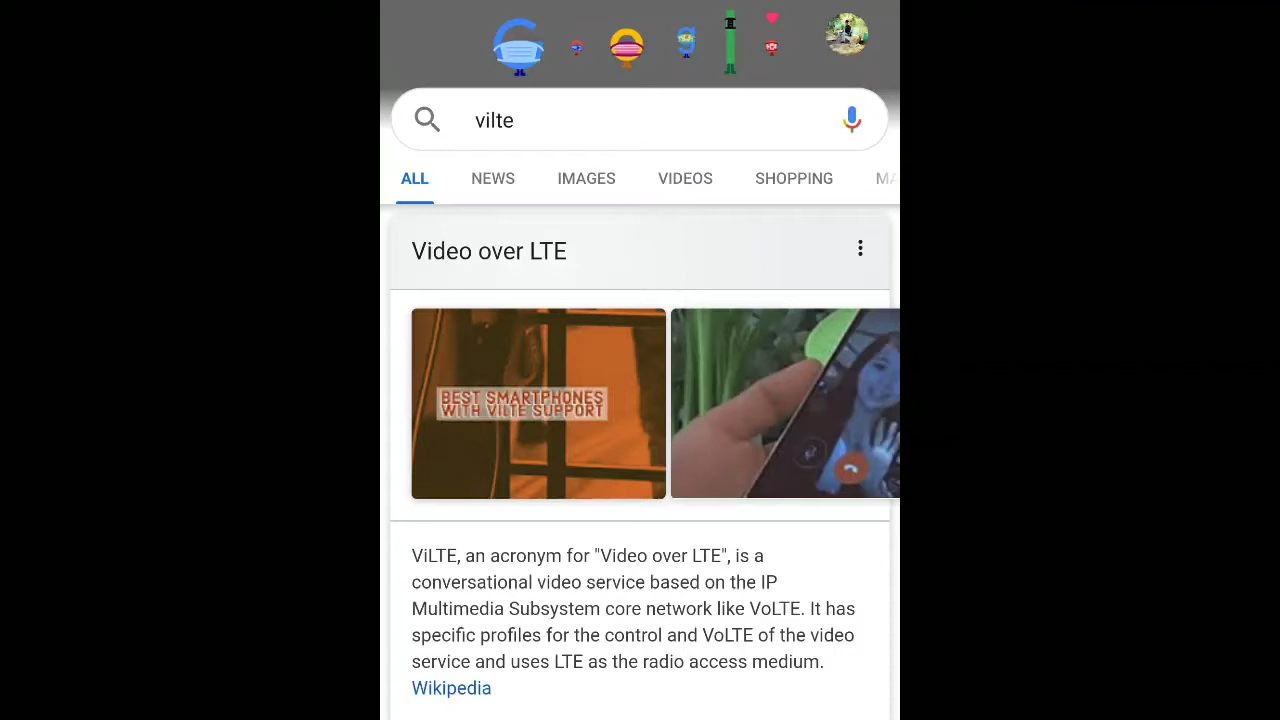 vilte
ALL NEWS IMAGES VIDEOS SHOPPING
Video over LTE
BEST SMARTPHONES
WITH VILTE SUPPORT
ViLTE, an acronym for "Video over LTE", is a
conversational video service based on the IP
Multimedia Subsystem core network like VoLTE. It has
specific profiles for the control and VoLTE of the video
service and uses LTE as the radio access medium.
Wikipedia